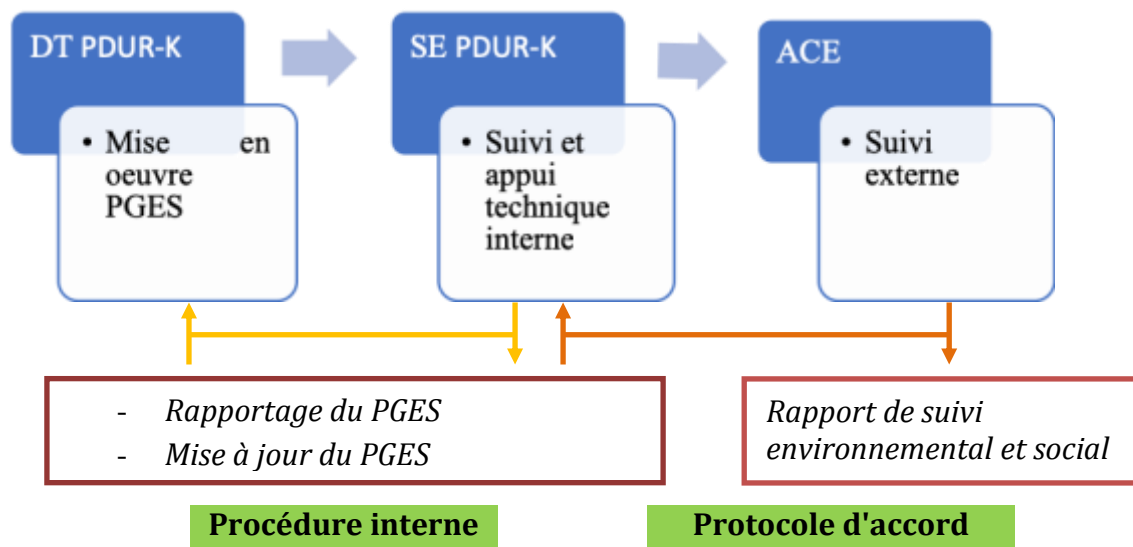 DT PDUR-K
• Mise en
oeuvre
PGES
SE PDUR-K
• Suivi et
appui
technique
interne
ACE
• Suivi
externe
- Rapportage du PGES
- Mise à jour du PGES
Rapport de suivi
environnemental et social
Procédure interne
Protocole d'accord